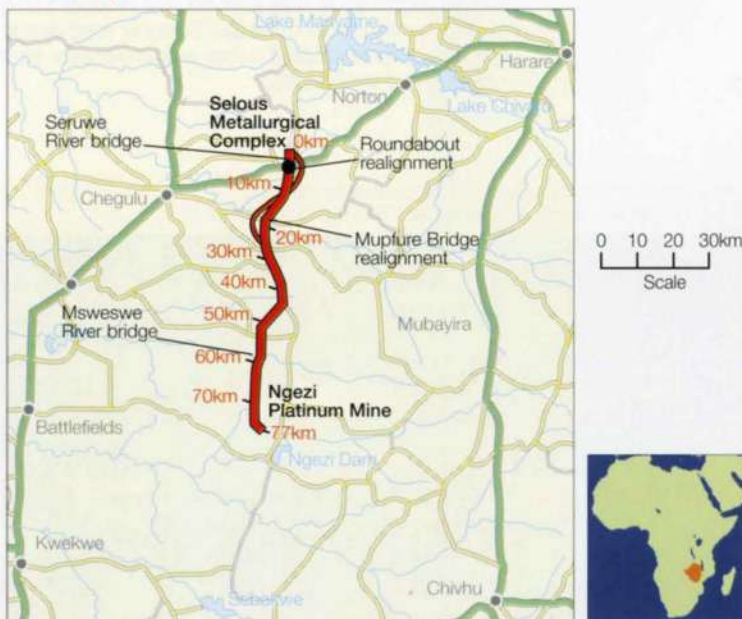 Lake Manyame
Harare
Norton
Lake Chivero
Selous
Metallurgical
Complex
0km
Seruwe
River bridge
Roundabout
realignment
10km
Chegulu
20km
Mupfure Bridge
realignment
30km
40km
Msweswe
River bridge
50km
Mubayira
60km
70km
Ngezi
Platinum Mine
77km
Battlefields
Ngezi Dam
Kwekwe
Sebakwe
Chivhu
0 10 20 30km
Scale